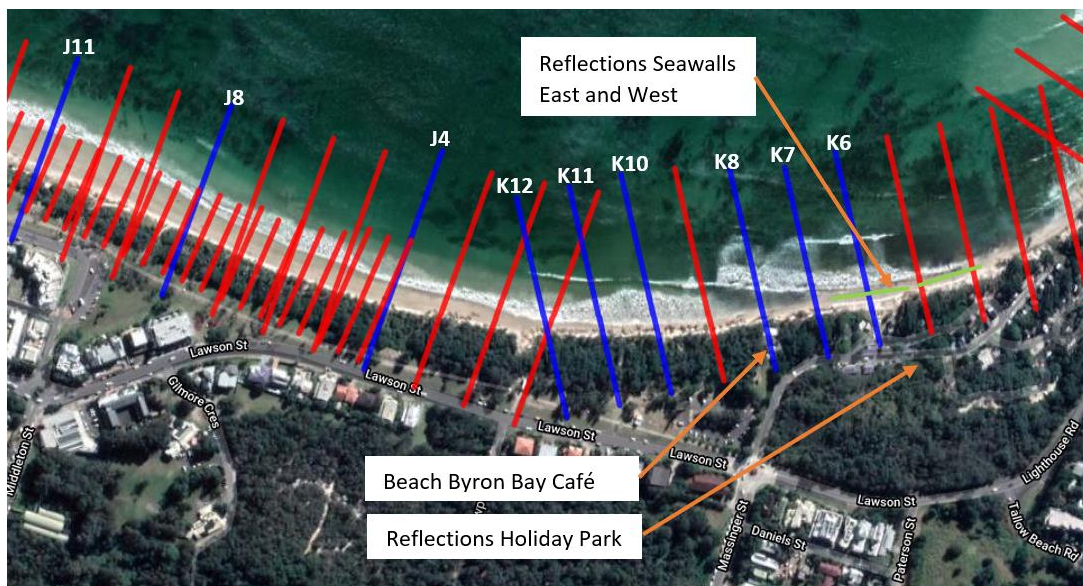 J11
J8
J4
K12
K11
K10
K8
K7
K6
Reflections Seawalls
East and West
Lawson St
Gilmore Cres
Middleton St
Lawson St
Lawson St
Lawson St
Lawson St
Massinger St
Daniels St
Paterson St
Lighthouse Rd
Tallow Beach Rd
Beach Byron Bay Café
Reflections Holiday Park